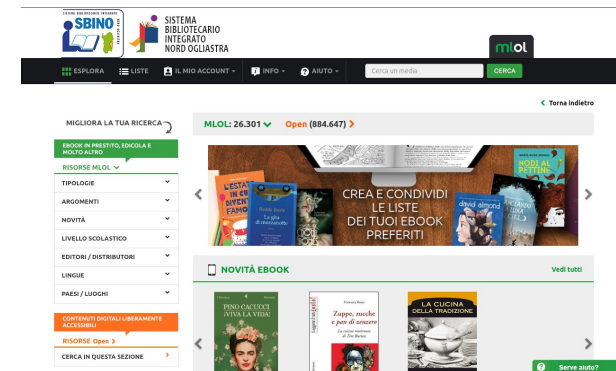 SBINO
SISTEMA
BIBLIOTECARIO
INTEGRATO
NORD OGLIASTRA
mlol
ESPLORA
LISTE
IL MIO ACCOUNT
INFO
AIUTO
Cerca un media
CERCA
Torna indietro
MIGLIORA LA TUA RICERCA
MLOL: 26.301
Open (884.647)
EBOOK IN PRESTITO, EDICOLA E
MOLTO ALTRO
RISORSE MLOL
TIPOLOGIE
ARGOMENTI
NOVITÀ
LIVELLO SCOLASTICO
EDITORI / DISTRIBUTORI
LINGUE
PAESI / LUOGHI
CONTENUTI DIGITALI LIBERAMENTE
ACCESSIBILI
RISORSE Open
CERCA IN QUESTA SEZIONE
CREA E CONDIVIDI
LE LISTE
DEI TUOI EBOOK
PREFERITI
La gita
di mezzanotte
david almond
NODI AL
PETTINE
NOVITÀ EBOOK
Vedi tutti
PINO CACUCCI
¡VIVA LA VIDA!
Zuppe, zucche
e pan di zenzero
LA CUCINA
DELLA TRADIZIONE
Serve aiuto?